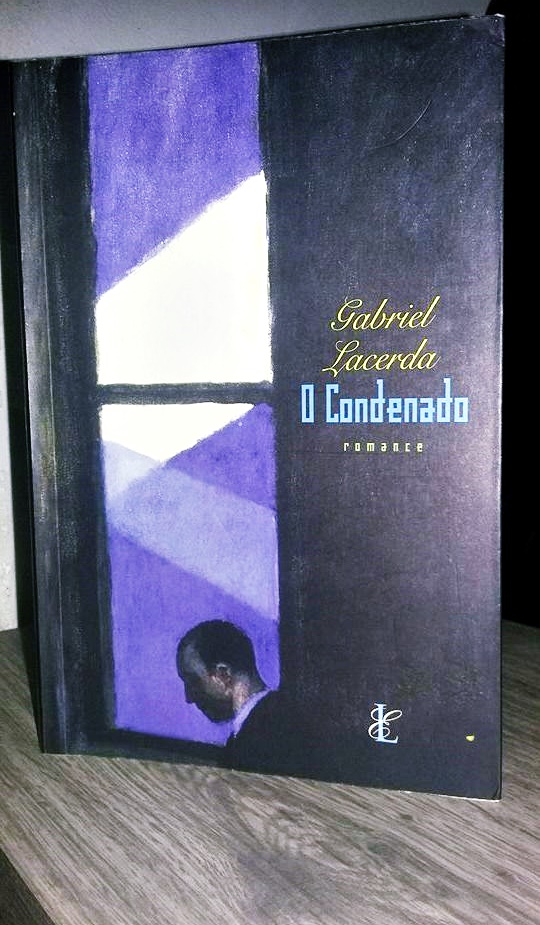 Gabriel
Lacerda
O Condenado
romance